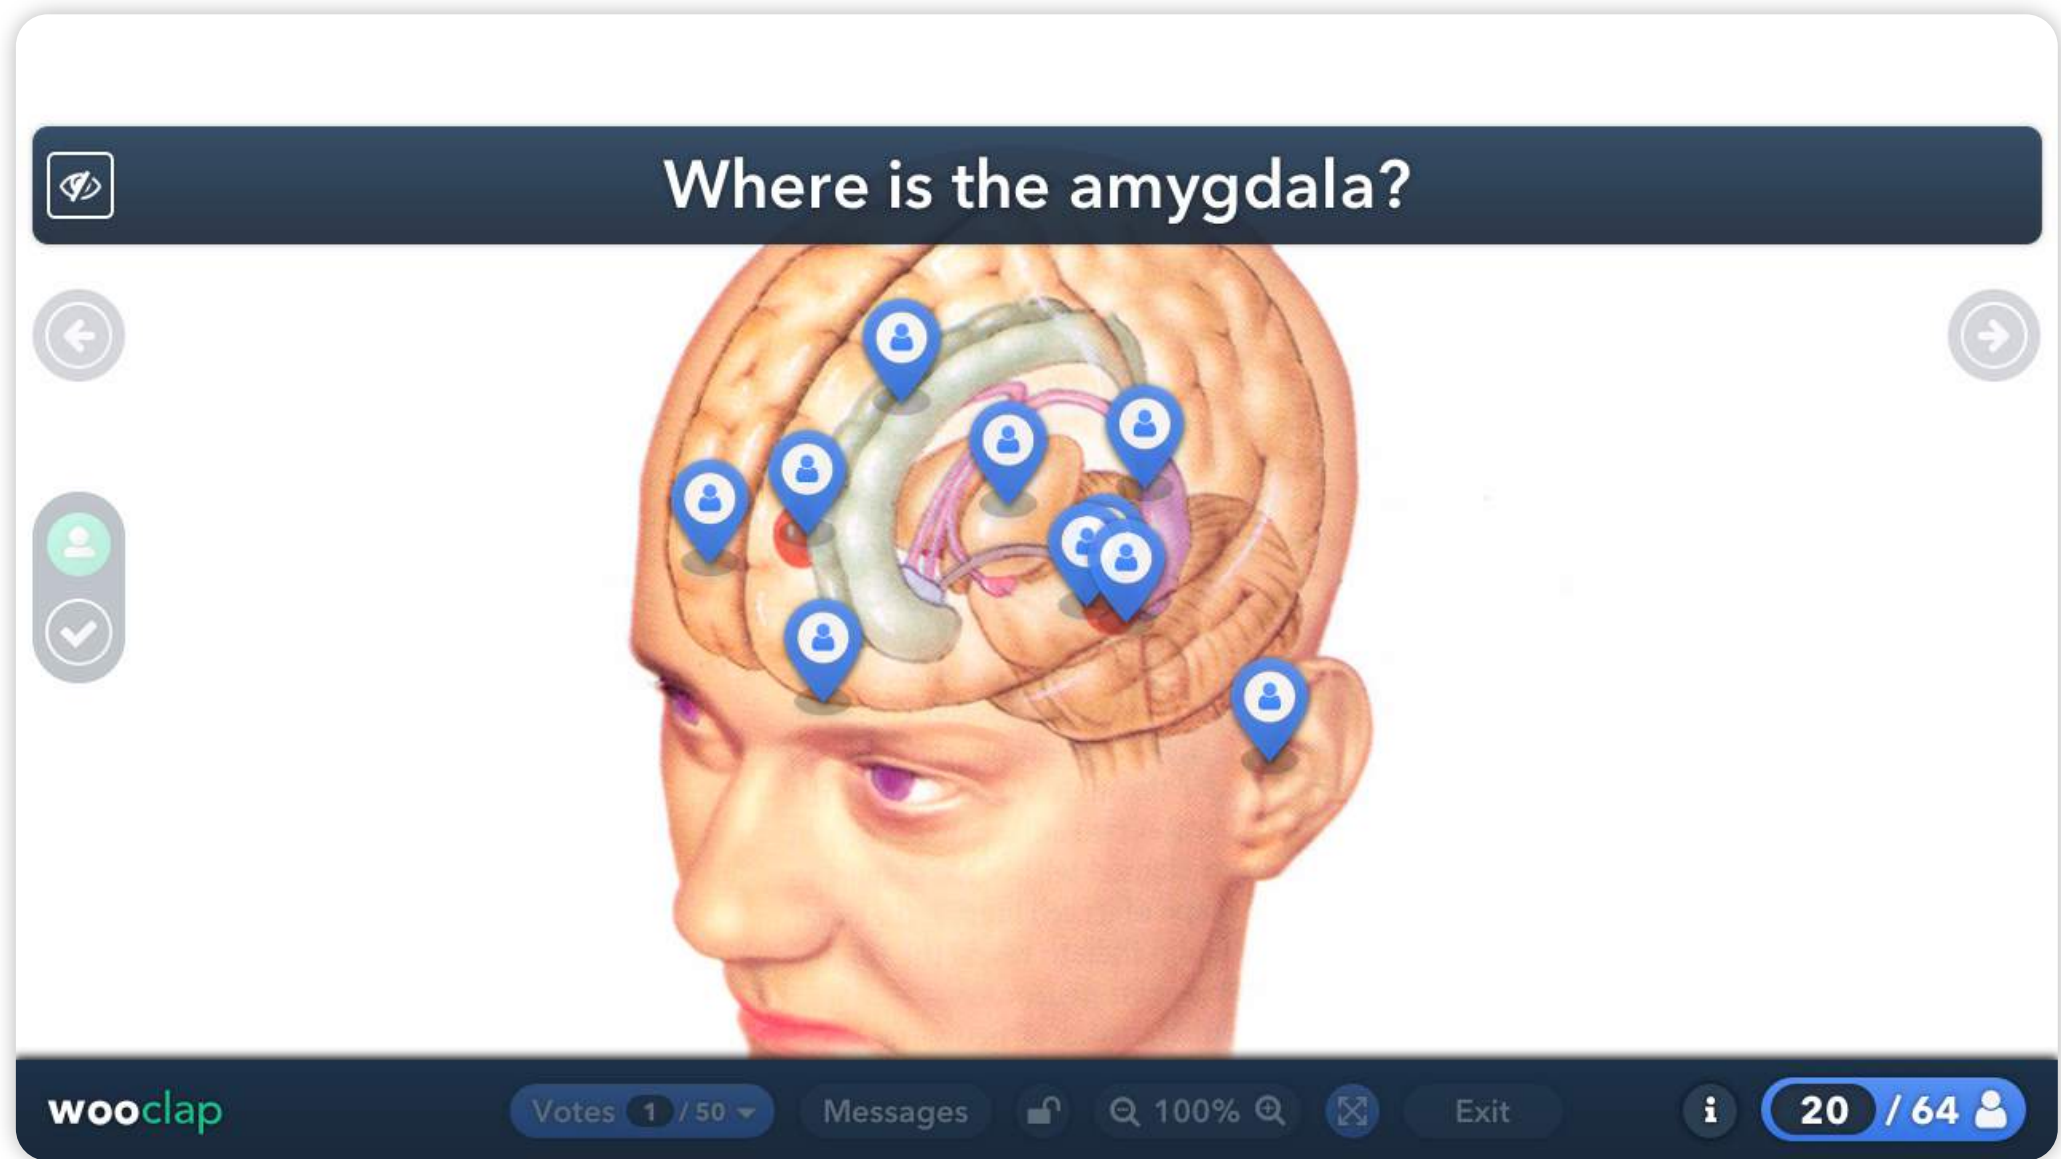 Where is the amygdala?
wooclap
Votes 1 / 50
Messages
100%
Exit
i
20 / 64